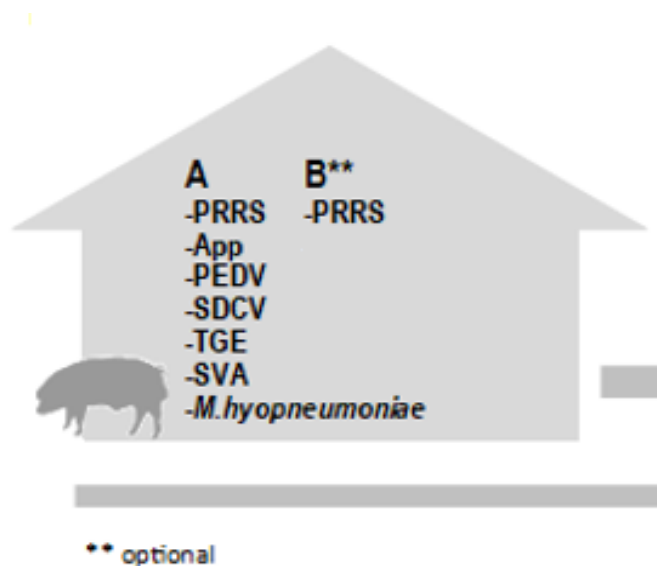 A B**
-PRRS -PRRS
-App
-PEDV
-SDCV
-TGE
-SVA
-M.hyopneumoniae
** optional